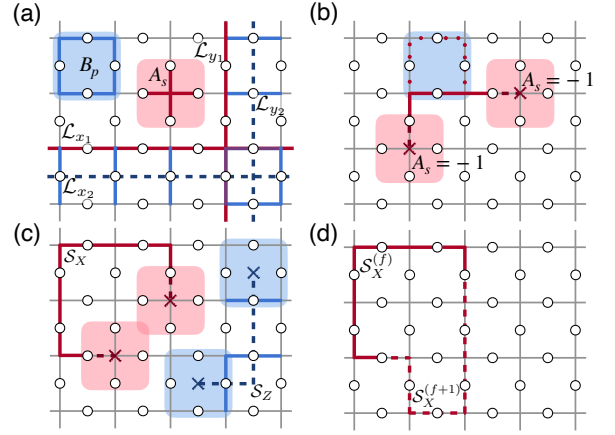 (a)
B_p
A_s
ℒ_{y_1}
ℒ_{y_2}
ℒ_{x_1}
ℒ_{x_2}
(b)
A_s = −1
A_s = −1
(c)
𝒮_X
𝒮_Z
(d)
𝒮_X^{(f)}
𝒮_X^{(f+1)}